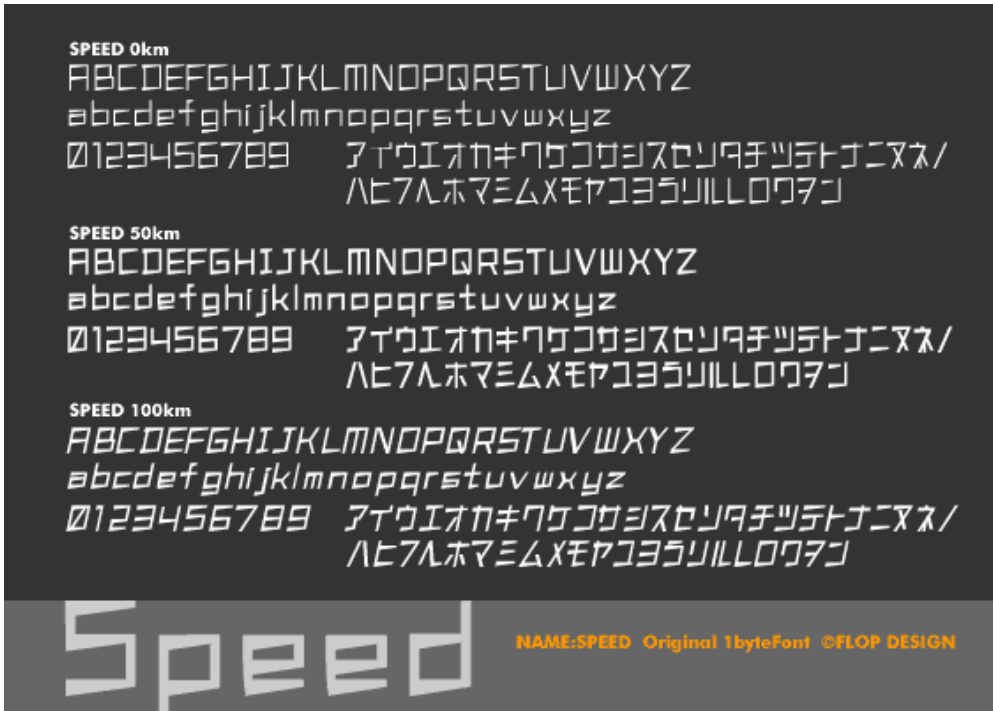 SPEED 0km
ABCDEFGHIJKLMNOPQRSTUVWXYZ
abcdefghijklmnopqrstuvwxyz
0123456789 アイウエオカキクケコサシスセソタチツテトナニヌネノ
ハヒフヘホマミムメモヤユヨラリルレロワヲン
SPEED 50km
ABCDEFGHIJKLMNOPQRSTUVWXYZ
abcdefghijklmnopqrstuvwxyz
0123456789 アイウエオカキクケコサシスセソタチツテトナニヌネノ
ハヒフヘホマミムメモヤユヨラリルレロワヲン
SPEED 100km
ABCDEFGHIJKLMNOPQRSTUVWXYZ
abcdefghijklmnopqrstuvwxyz
0123456789 アイウエオカキクケコサシスセソタチツテトナニヌネノ
ハヒフヘホマミムメモヤユヨラリルレロワヲン
Speed
NAME:SPEED Original 1byteFont ©FLOP DESIGN